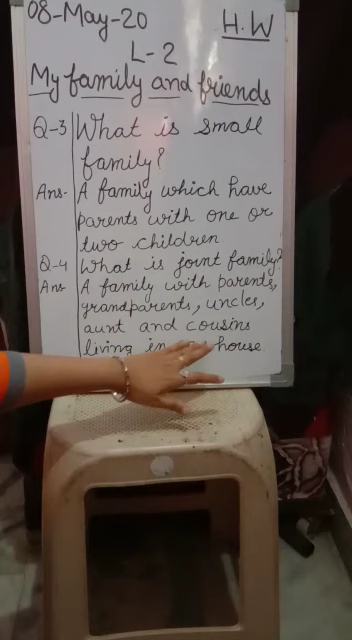 08-May-20 H.W
L-2
My family and friends
Q-3 What is small
family?
Ans- A family which have
parents with one or
two children
Q-4 What is joint family?
Ans A family with parents,
grandparents, uncles,
aunt and cousins
living in house